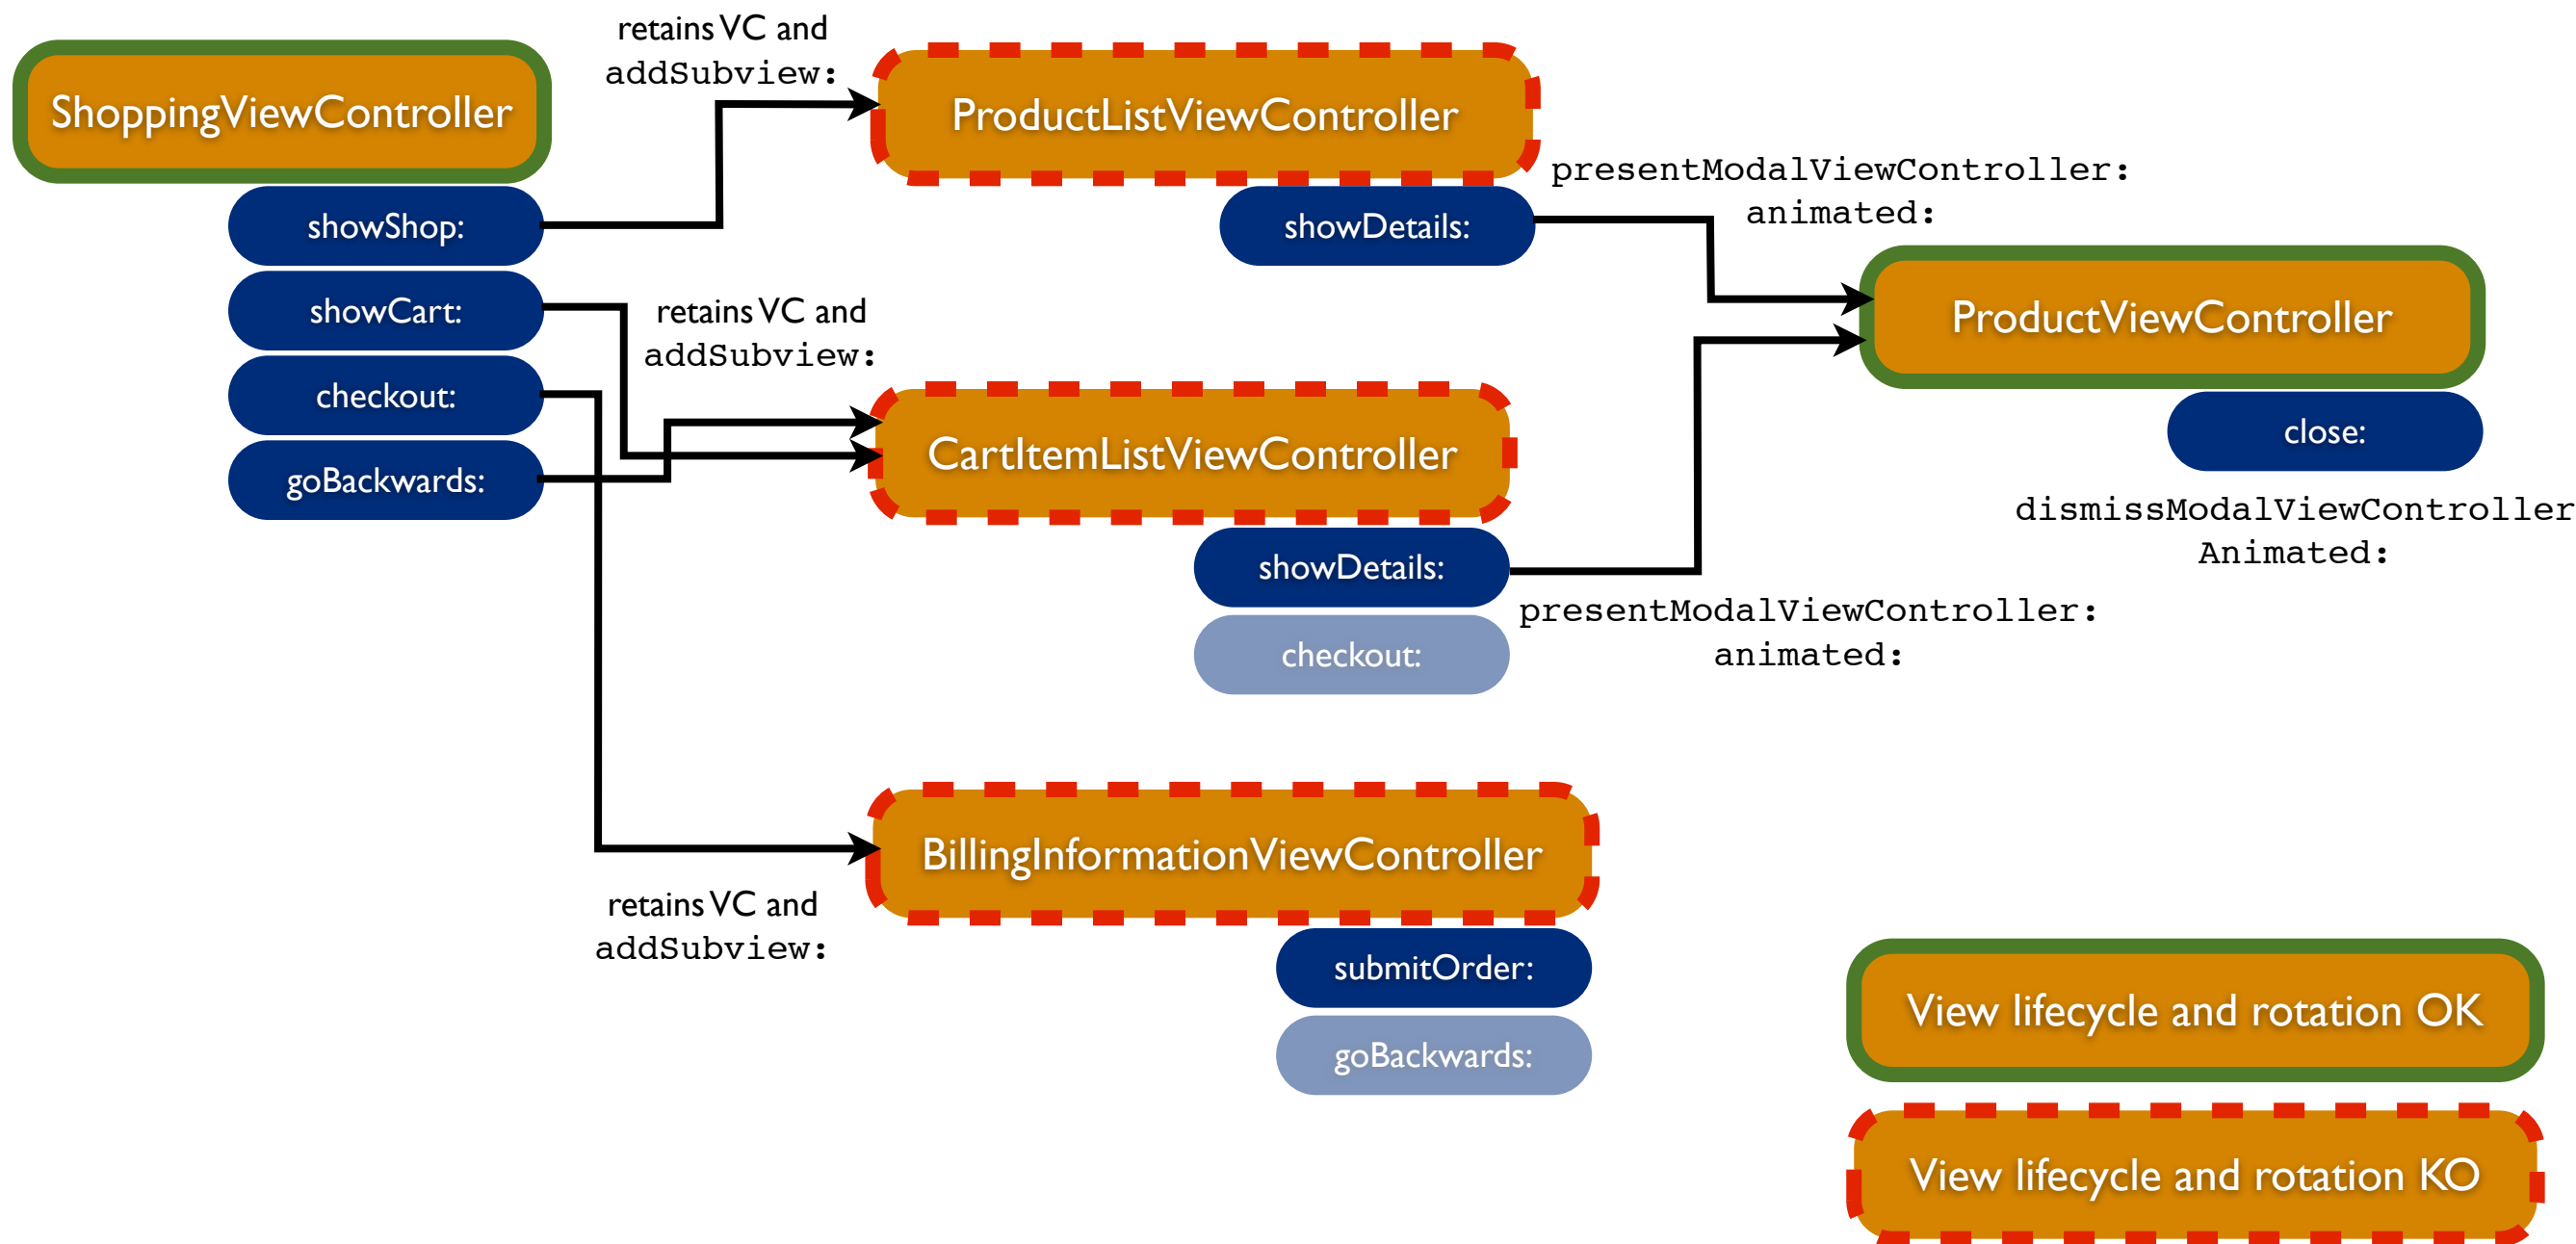 retains VC and
addSubview:
ShoppingViewController
ProductListViewController
showShop:
showCart:
checkout:
goBackwards:
showDetails:
presentModalViewController:
animated:
retains VC and
addSubview:
ProductViewController
close:
dismissModalViewController
Animated:
CartItemListViewController
showDetails:
checkout:
presentModalViewController:
animated:
BillingInformationViewController
retains VC and
addSubview:
submitOrder:
goBackwards:
View lifecycle and rotation OK
View lifecycle and rotation KO